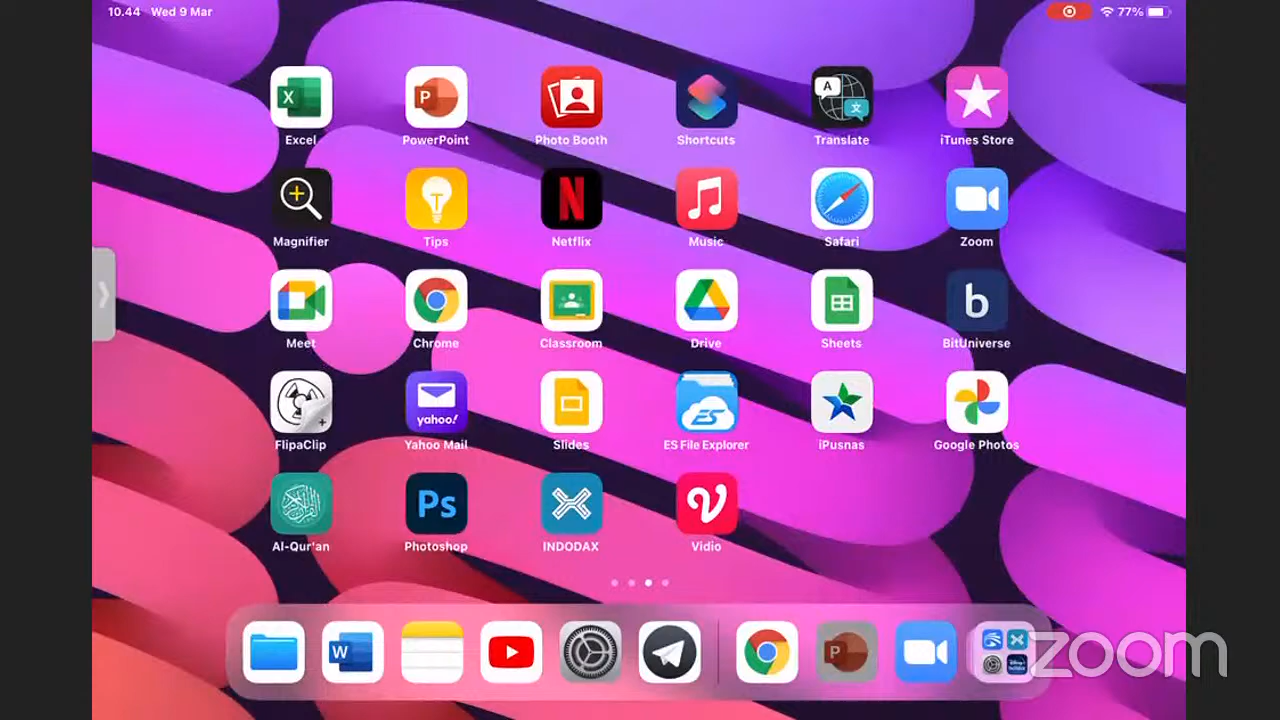 10.44 Wed 9 Mar
77%
Excel PowerPoint Photo Booth Shortcuts Translate iTunes Store
Magnifier Tips Netflix Music Safari Zoom
Meet Chrome Classroom Drive Sheets BitUniverse
yahoo!
FlipaClip Yahoo Mail Slides ES File Explorer iPusnas Google Photos
Ps
Al-Qur'an Photoshop INDODAX Vidio
zoom